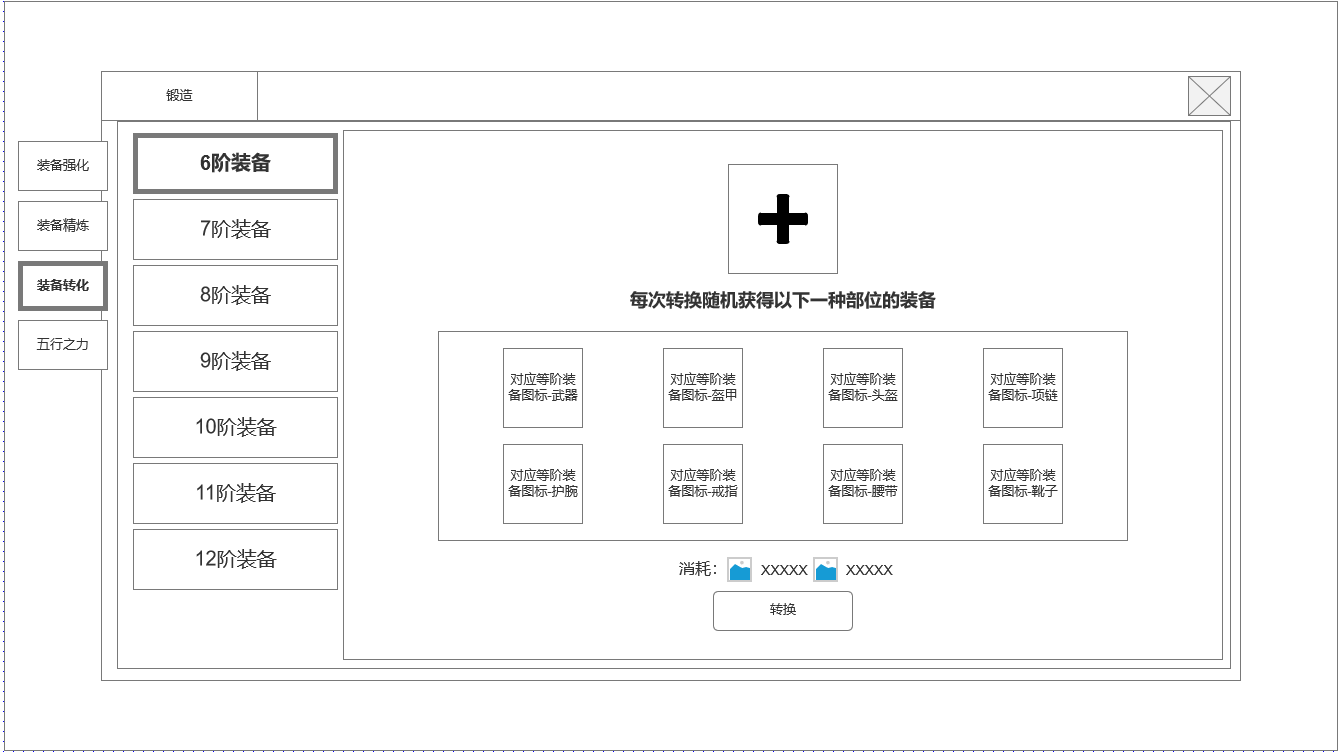 锻造
装备强化
装备精炼
装备转化
五行之力
6阶装备
7阶装备
8阶装备
9阶装备
10阶装备
11阶装备
12阶装备
每次转换随机获得以下一种部位的装备
对应等阶装
备图标-武器
对应等阶装
备图标-盔甲
对应等阶装
备图标-头盔
对应等阶装
备图标-项链
对应等阶装
备图标-护腕
对应等阶装
备图标-戒指
对应等阶装
备图标-腰带
对应等阶装
备图标-靴子
消耗： XXXXX XXXXX
转换